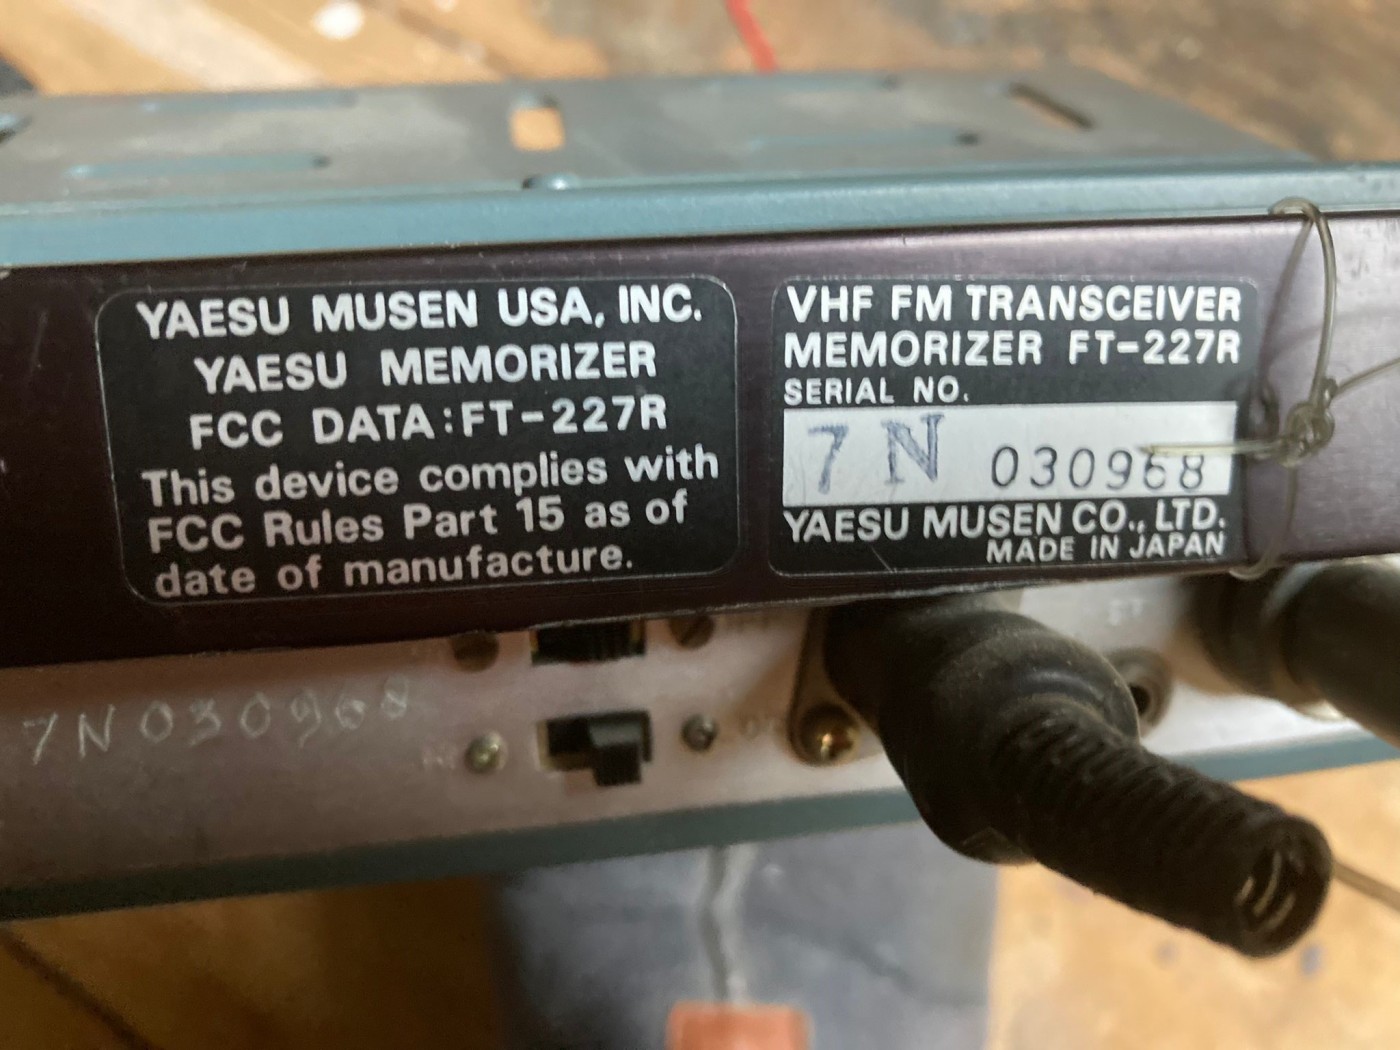 YAESU MUSEN USA, INC.
YAESU MEMORIZER
FCC DATA:FT-227R
This device complies with
FCC Rules Part 15 as of
date of manufacture.
VHF FM TRANSCEIVER
MEMORIZER FT-227R
SERIAL NO.
7N 030968
YAESU MUSEN CO., LTD.
MADE IN JAPAN
7N030968